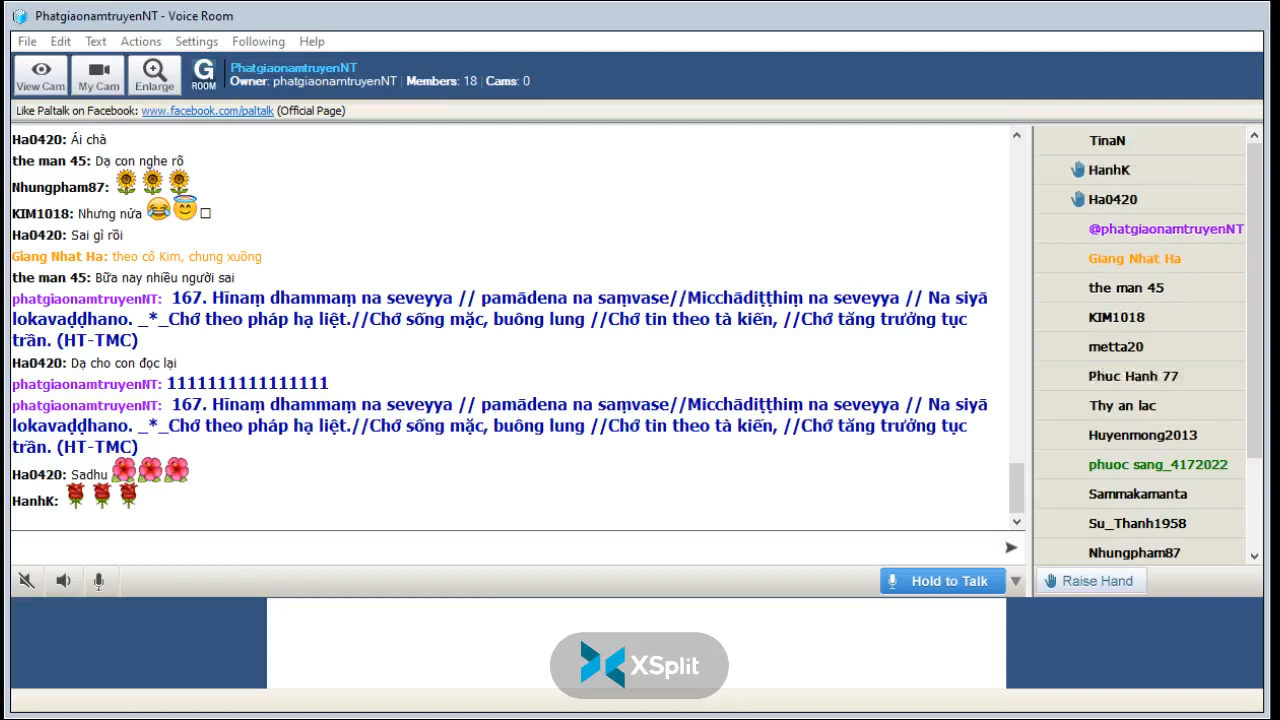 PhatgiaonamtruyenNT - Voice Room
File Edit Text Actions Settings Following Help
View Cam My Cam Enlarge G ROOM
PhatgiaonamtruyenNT
Owner: phatgiaonamtruyenNT | Members: 18 | Cams: 0
Like Paltalk on Facebook: www.facebook.com/paltalk (Official Page)
Ha0420: Ái chà
the man 45: Dạ con nghe rõ
Nhungpham87:
KIM1018: Nhưng nứa
Ha0420: Sai gì rồi
Giang Nhat Ha: theo cô Kim, chung xuồng
the man 45: Bữa nay nhiều người sai
phatgiaonamtruyenNT: 167. Hīnaṃ dhammaṃ na seveyya // pamādena na saṃvase//Micchādiṭṭhiṃ na seveyya // Na siyā
lokavaḍḍhano. _*_Chớ theo pháp hạ liệt.//Chớ sống mặc, buông lung //Chớ tin theo tà kiến, //Chớ tăng trưởng tục
trần. (HT-TMC)
Ha0420: Dạ cho con đọc lại
phatgiaonamtruyenNT: 1111111111111111
phatgiaonamtruyenNT: 167. Hīnaṃ dhammaṃ na seveyya // pamādena na saṃvase//Micchādiṭṭhiṃ na seveyya // Na siyā
lokavaḍḍhano. _*_Chớ theo pháp hạ liệt.//Chớ sống mặc, buông lung //Chớ tin theo tà kiến, //Chớ tăng trưởng tục
trần. (HT-TMC)
Ha0420: Sadhu
HanhK:
TinaN
HanhK
Ha0420
@phatgiaonamtruyenNT
Giang Nhat Ha
the man 45
KIM1018
metta20
Phuc Hanh 77
Thy an lac
Huyenmong2013
phuoc sang_4172022
Sammakamanta
Su_Thanh1958
Nhungpham87
Hold to Talk
Raise Hand
XSplit